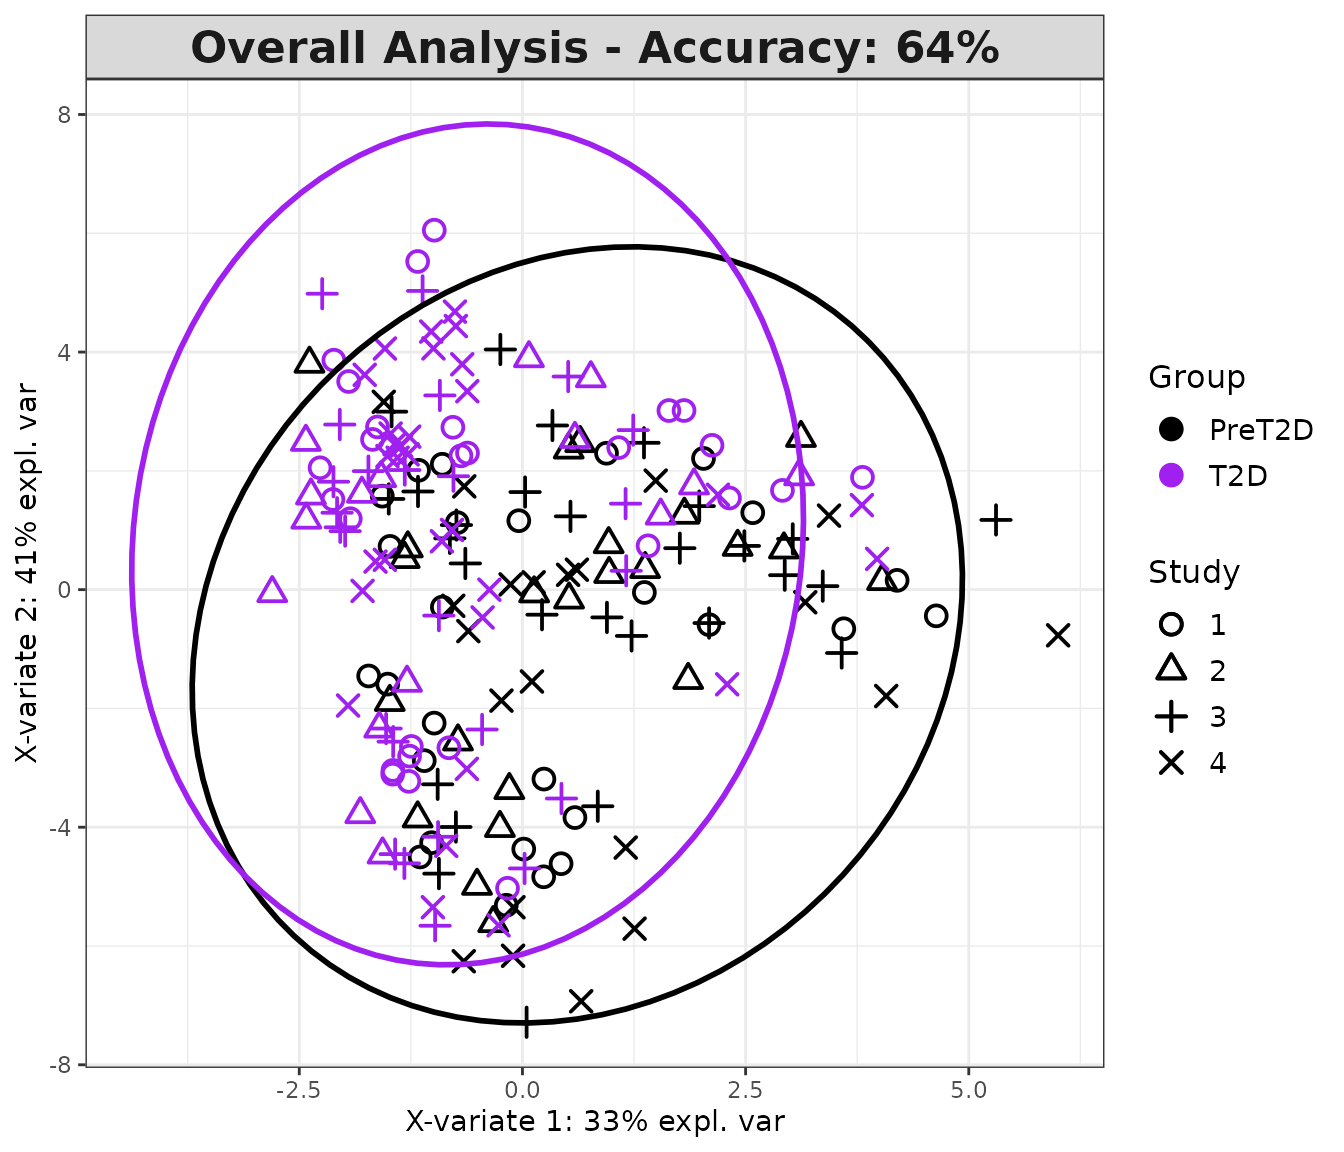 Overall Analysis - Accuracy: 64%
8
4
0
-4
-8
X-variate 2: 41% expl. var
-2.5
0.0
2.5
5.0
X-variate 1: 33% expl. var
Group
PreT2D
T2D
Study
1
2
3
4